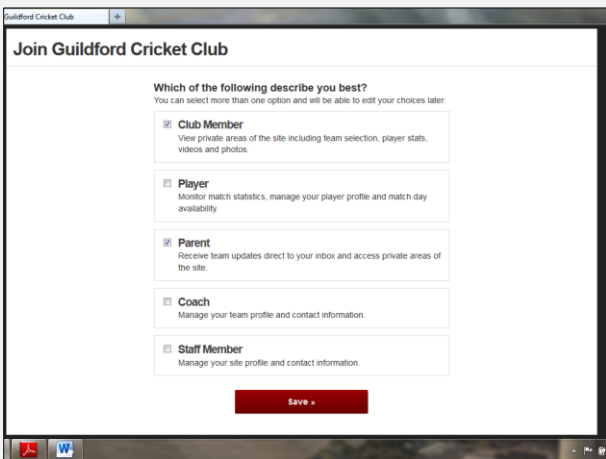 Guildford Cricket Club
Join Guildford Cricket Club
Which of the following describe you best?
You can select more than one option and will be able to edit your choices later.
Club Member
View private areas of the site including team selection, player stats,
videos and photos.
Player
Monitor match statistics, manage your player profile and match day
availability.
Parent
Receive team updates direct to your inbox and access private areas of
the site.
Coach
Manage your team profile and contact information.
Staff Member
Manage your site profile and contact information.
Save »
W